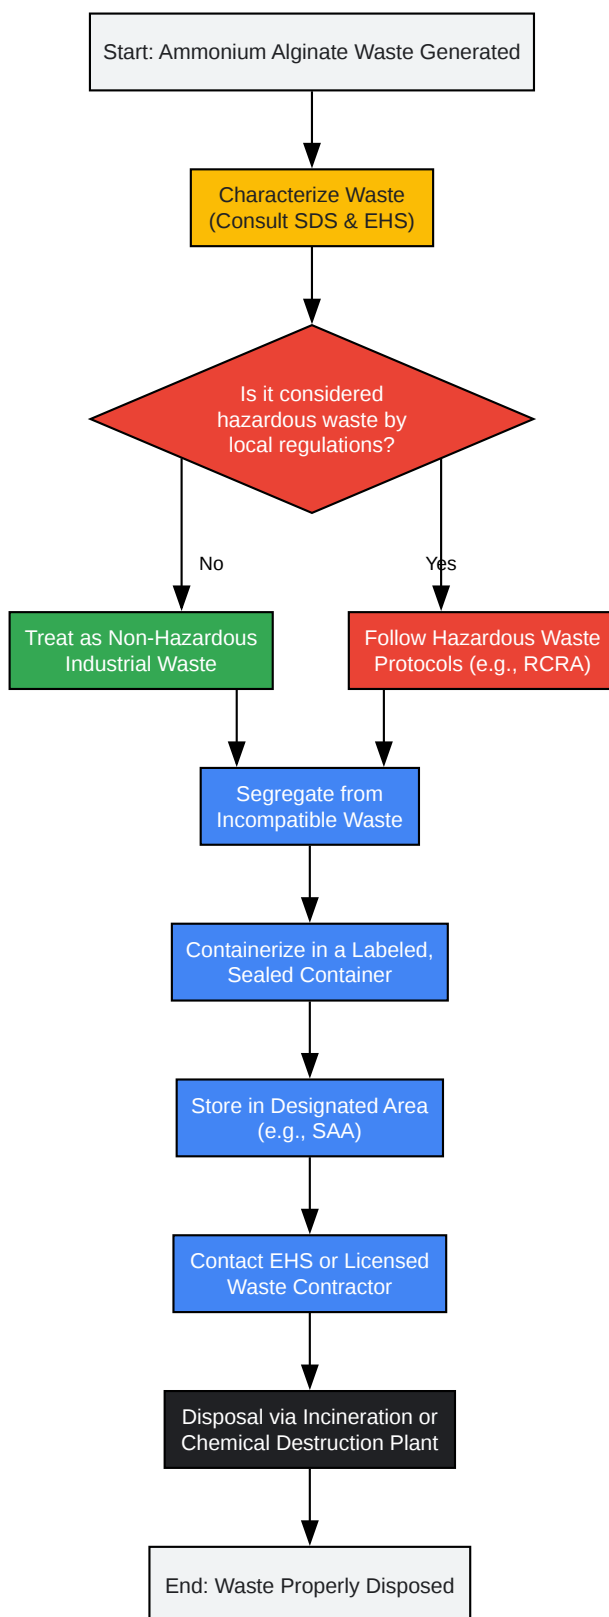 Start: Ammonium Alginate Waste Generated
Characterize Waste
(Consult SDS & EHS)
Is it considered
hazardous waste by
local regulations?
No
Yes
Treat as Non-Hazardous
Industrial Waste
Follow Hazardous Waste
Protocols (e.g., RCRA)
Segregate from
Incompatible Waste
Containerize in a Labeled,
Sealed Container
Store in Designated Area
(e.g., SAA)
Contact EHS or Licensed
Waste Contractor
Disposal via Incineration or
Chemical Destruction Plant
End: Waste Properly Disposed